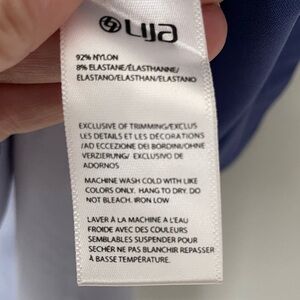 Lija
92% NYLON
8% ELASTANE/ÉLASTHANNE/
ELASTANO/ELASTHAN/ELASTANO
EXCLUSIVE OF TRIMMING/EXCLUS
LES DETAILS ET LES DÉCORATIONS
/AD ECCEZIONE DEI BORDINI/OHNE
VERZIERUNG/ EXCLUSIVO DE
ADORNOS
MACHINE WASH COLD WITH LIKE
COLORS ONLY. HANG TO DRY. DO
NOT BLEACH. IRON LOW
LAVER À LA MACHINE A L'EAU
FROIDE AVEC DES COULEURS
SEMBLABLES SUSPENDER POUR
SECHÉR NE PAS BLANCHIR REPASSER
À BASSE TEMPÉRATURE.